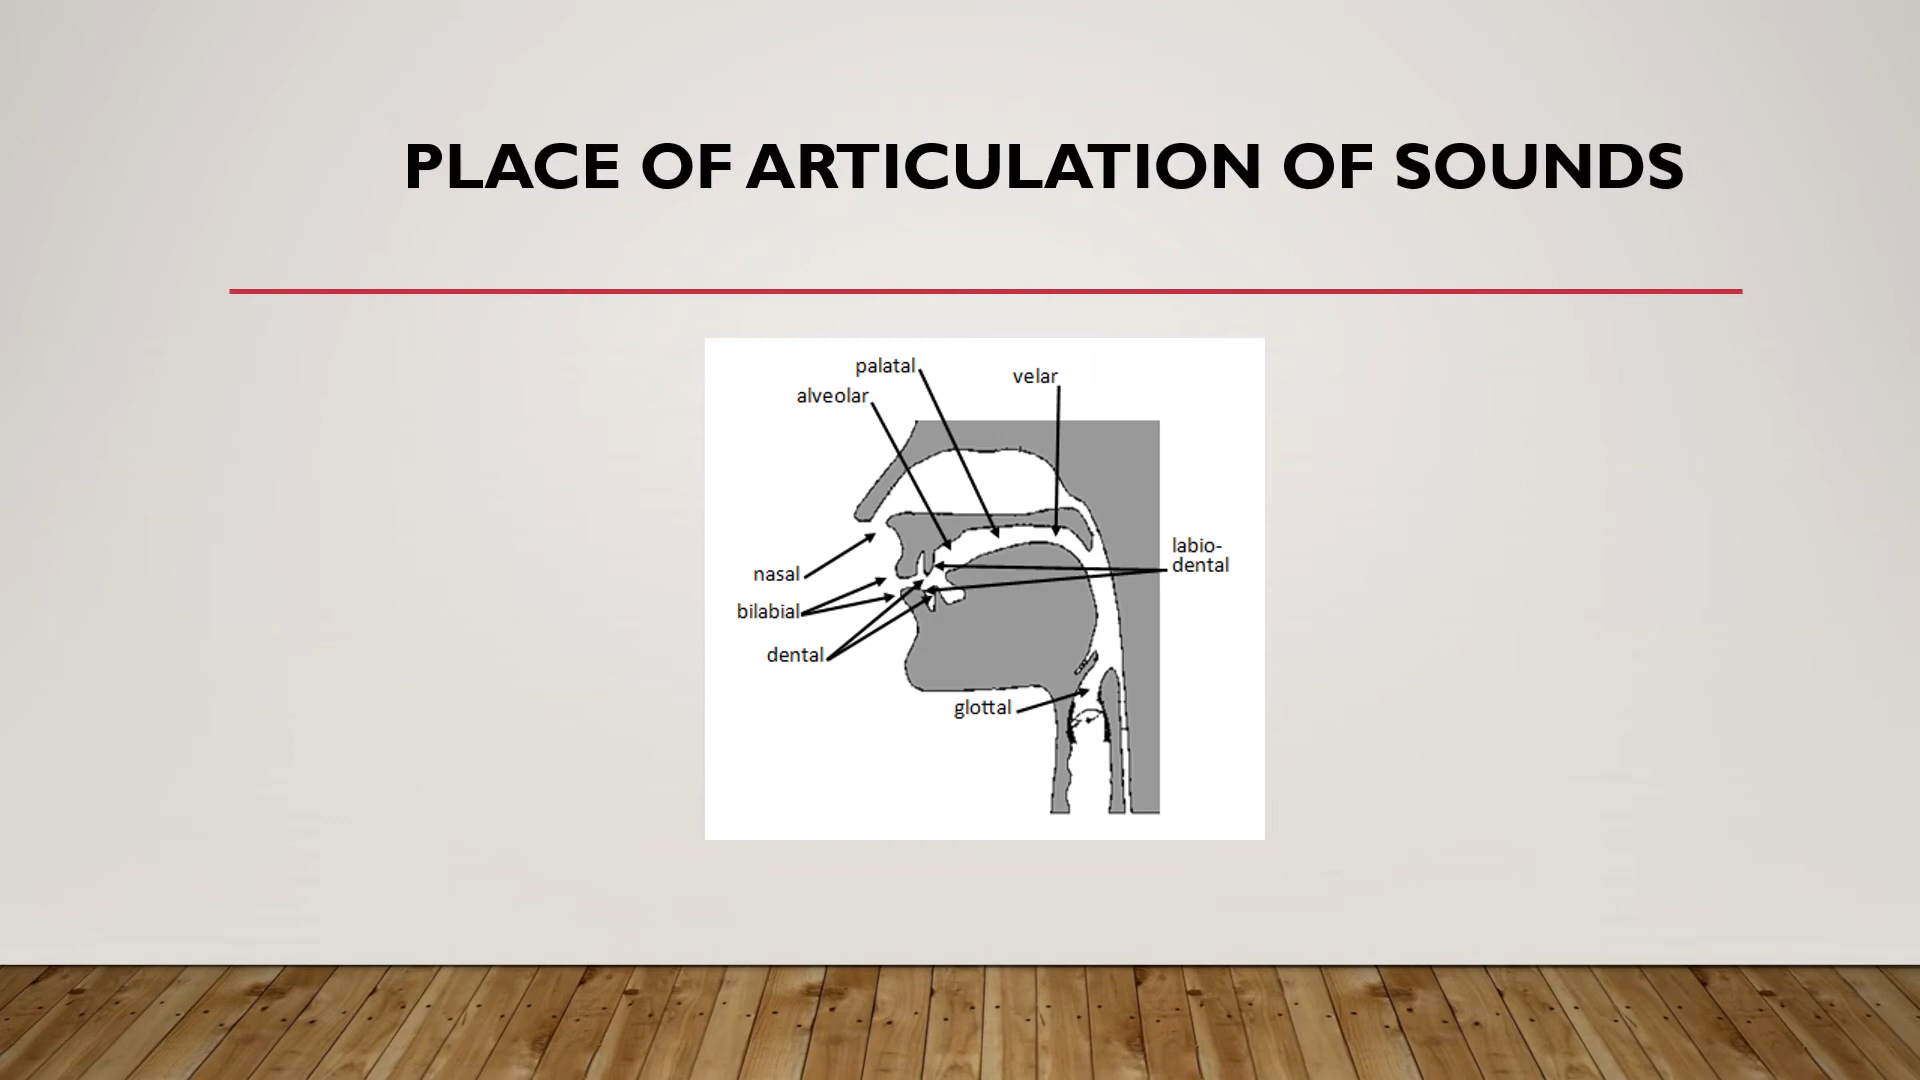 PLACE OF ARTICULATION OF SOUNDS
palatal
velar
alveolar
labio-
dental
nasal
bilabial
dental
glottal